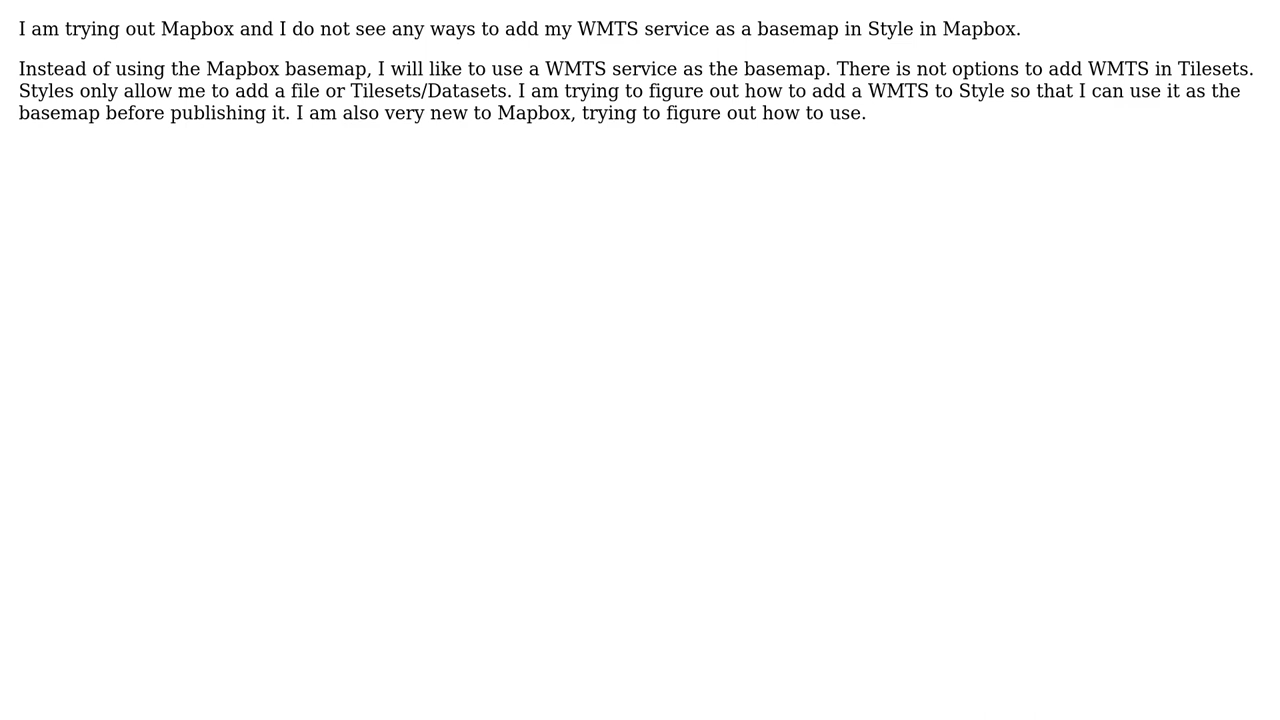 I am trying out Mapbox and I do not see any ways to add my WMTS service as a basemap in Style in Mapbox.
Instead of using the Mapbox basemap, I will like to use a WMTS service as the basemap. There is not options to add WMTS in Tilesets.
Styles only allow me to add a file or Tilesets/Datasets. I am trying to figure out how to add a WMTS to Style so that I can use it as the
basemap before publishing it. I am also very new to Mapbox, trying to figure out how to use.